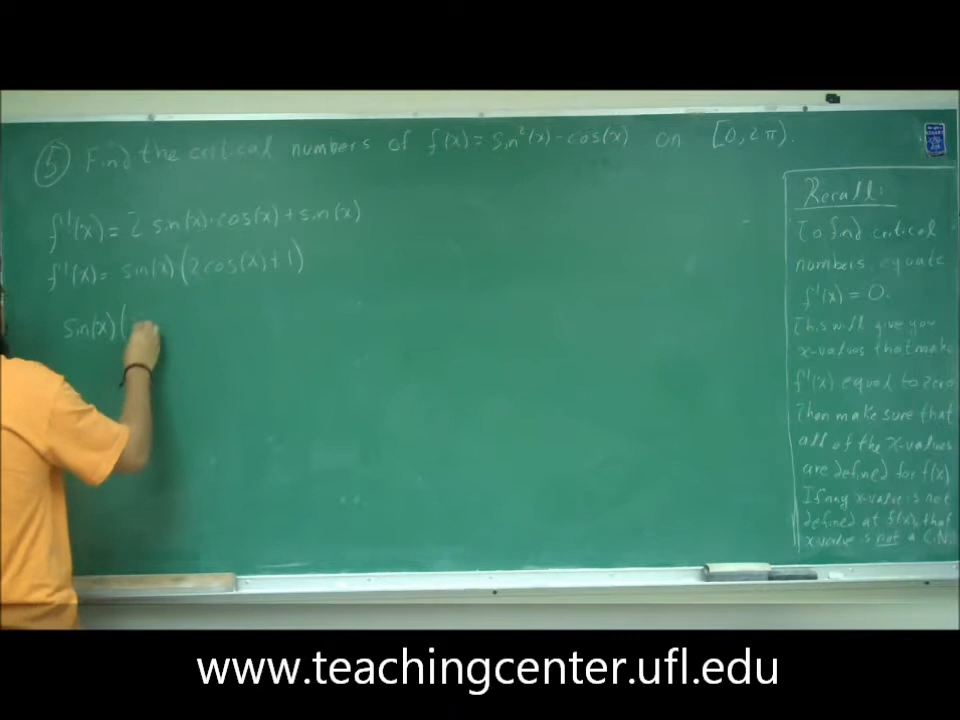 5 Find the critical numbers of f(x) = sin²(x) - cos(x) on [0, 2π).
f'(x) = 2 sin(x)·cos(x) + sin(x)
f'(x) = sin(x)(2cos(x)+1)
sin(x)(
Recall:
To find critical
numbers, equate
f'(x) = 0.
This will give you
x-values that make
f'(x) equal to zero
Then make sure that
all of the x-values
are defined for f(x)
If any x-value is not
defined at f(x), that
x-value is not a C.N.
www.teachingcenter.ufl.edu